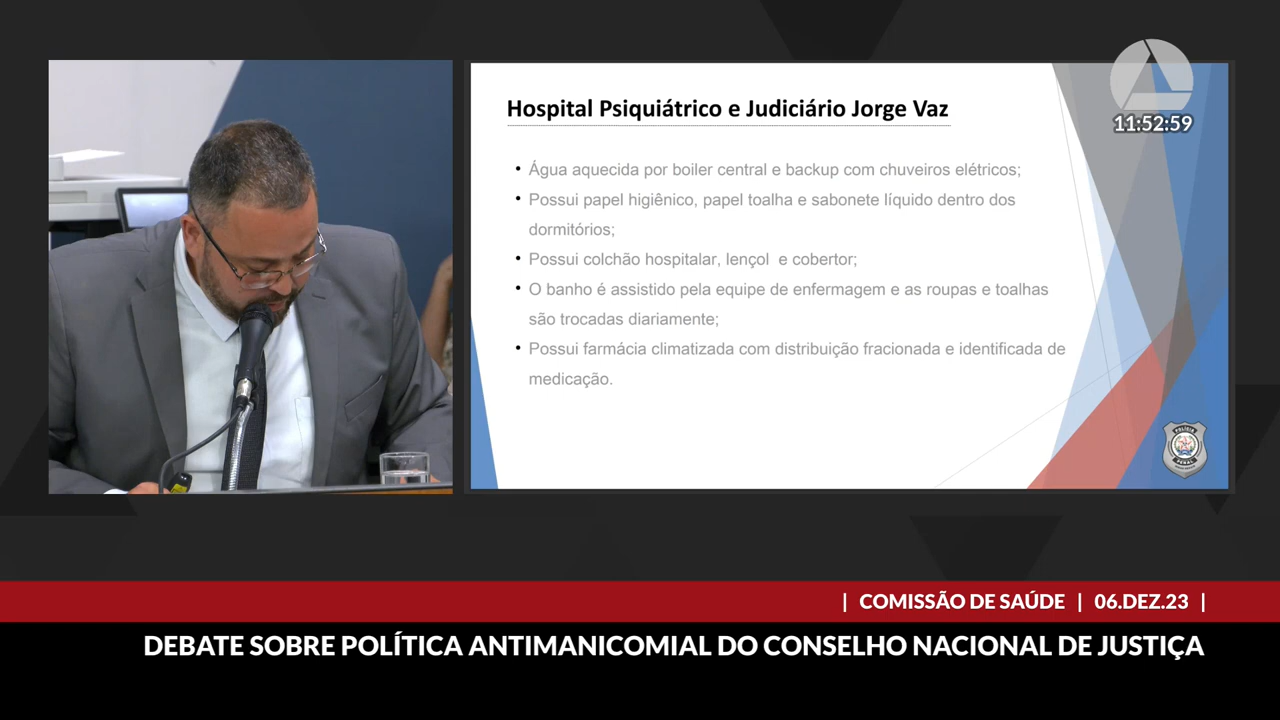 11:52:59
Hospital Psiquiátrico e Judiciário Jorge Vaz
• Água aquecida por boiler central e backup com chuveiros elétricos;
• Possui papel higiênico, papel toalha e sabonete líquido dentro dos
dormitórios;
• Possui colchão hospitalar, lençol e cobertor;
• O banho é assistido pela equipe de enfermagem e as roupas e toalhas
são trocadas diariamente;
• Possui farmácia climatizada com distribuição fracionada e identificada de
medicação.
POLÍCIA
PENAL
| COMISSÃO DE SAÚDE | 06.DEZ.23 |
DEBATE SOBRE POLÍTICA ANTIMANICOMIAL DO CONSELHO NACIONAL DE JUSTIÇA